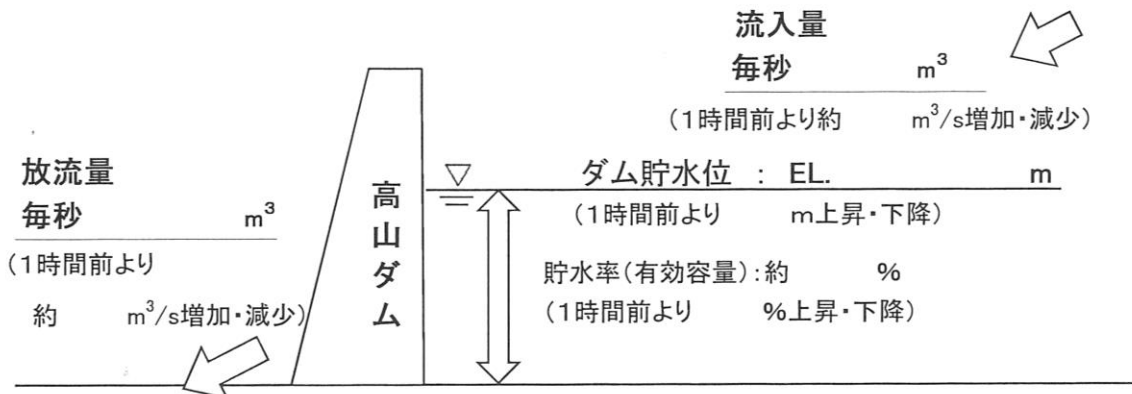 流入量
毎秒 m³
(1時間前より約 m³/s増加・減少)
放流量
毎秒 m³
(1時間前より
約 m³/s増加・減少)
高山ダム
ダム貯水位 : EL. m
(1時間前より m上昇・下降)
貯水率(有効容量):約 %
(1時間前より %上昇・下降)